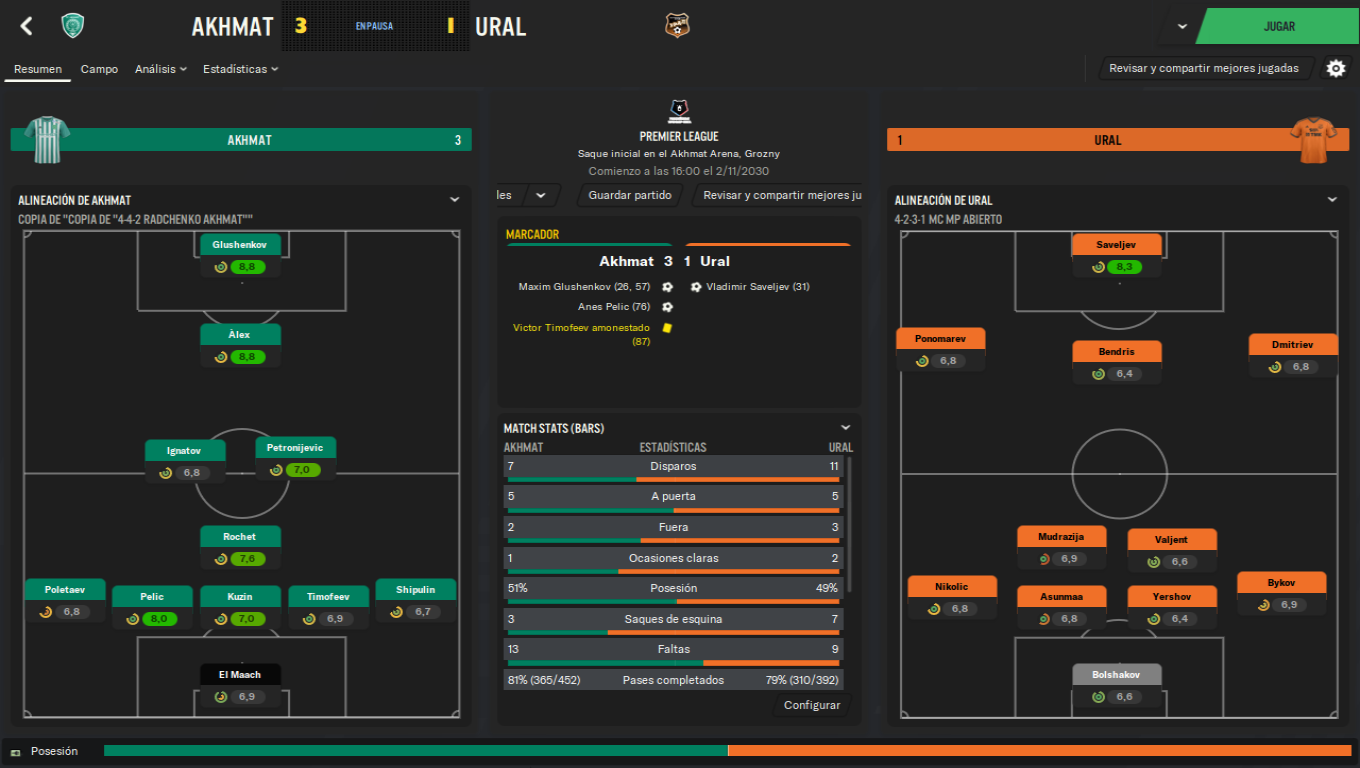 AKHMAT 3 EN PAUSA 1 URAL
JUGAR
Resumen Campo Análisis Estadísticas
Revisar y compartir mejores jugadas
AKHMAT 3
PREMIER LEAGUE
Saque inicial en el Akhmat Arena, Grozny
Comienzo a las 16:00 el 2/11/2030
1 URAL
les Guardar partido Revisar y compartir mejores ju
ALINEACIÓN DE AKHMAT
COPIA DE "COPIA DE "4-4-2 RADCHENKO AKHMAT""
Glushenkov
8,8
Àlex
8,8
Ignatov
6,8
Petronijevic
7,0
Rochet
7,6
Poletaev
6,8
Pelic
8,0
Kuzin
7,0
Timofeev
6,9
Shipulin
6,7
El Maach
6,9
MARCADOR
Akhmat 3 1 Ural
Maxim Glushenkov (26, 57) Vladimir Saveljev (31)
Anes Pelic (76)
Victor Timofeev amonestado
(87)
MATCH STATS (BARS)
AKHMAT ESTADÍSTICAS URAL
7 Disparos 11
5 A puerta 5
2 Fuera 3
1 Ocasiones claras 2
51% Posesión 49%
3 Saques de esquina 7
13 Faltas 9
81% (365/452) Pases completados 79% (310/392)
Configurar
ALINEACIÓN DE URAL
4-2-3-1 MC MP ABIERTO
Saveljev
8,3
Ponomarev
6,8
Bendris
6,4
Dmitriev
6,8
Mudrazija
6,9
Valjent
6,6
Nikolic
6,8
Asunmaa
6,8
Yershov
6,4
Bykov
6,9
Bolshakov
6,6
Posesión